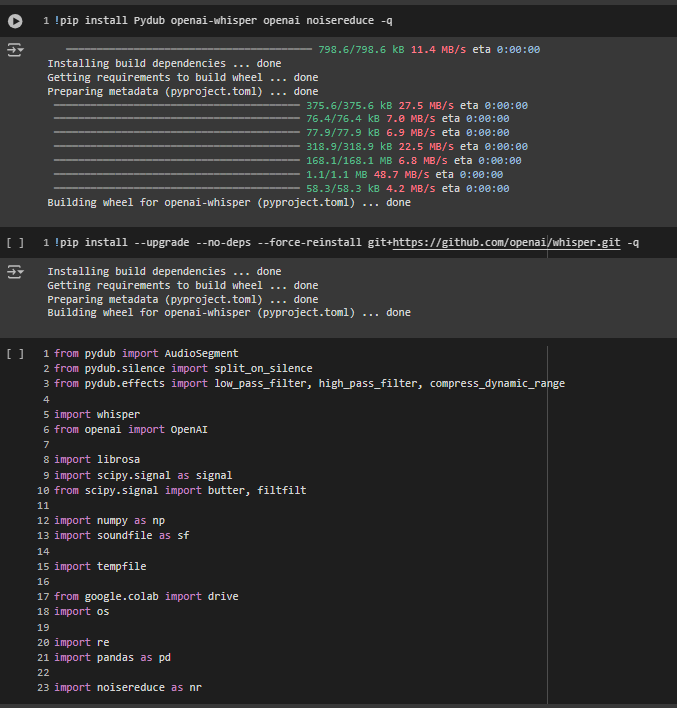 1 !pip install Pydub openai-whisper openai noisereduce -q
798.6/798.6 kB 11.4 MB/s eta 0:00:00
Installing build dependencies ... done
Getting requirements to build wheel ... done
Preparing metadata (pyproject.toml) ... done
375.6/375.6 kB 27.5 MB/s eta 0:00:00
76.4/76.4 kB 7.0 MB/s eta 0:00:00
77.9/77.9 kB 6.9 MB/s eta 0:00:00
318.9/318.9 kB 22.5 MB/s eta 0:00:00
168.1/168.1 MB 6.8 MB/s eta 0:00:00
1.1/1.1 MB 48.7 MB/s eta 0:00:00
58.3/58.3 kB 4.2 MB/s eta 0:00:00
Building wheel for openai-whisper (pyproject.toml) ... done
[ ] 1 !pip install --upgrade --no-deps --force-reinstall git+https://github.com/openai/whisper.git -q
Installing build dependencies ... done
Getting requirements to build wheel ... done
Preparing metadata (pyproject.toml) ... done
Building wheel for openai-whisper (pyproject.toml) ... done
[ ] 1 from pydub import AudioSegment
2 from pydub.silence import split_on_silence
3 from pydub.effects import low_pass_filter, high_pass_filter, compress_dynamic_range
4
5 import whisper
6 from openai import OpenAI
7
8 import librosa
9 import scipy.signal as signal
10 from scipy.signal import butter, filtfilt
11
12 import numpy as np
13 import soundfile as sf
14
15 import tempfile
16
17 from google.colab import drive
18 import os
19
20 import re
21 import pandas as pd
22
23 import noisereduce as nr